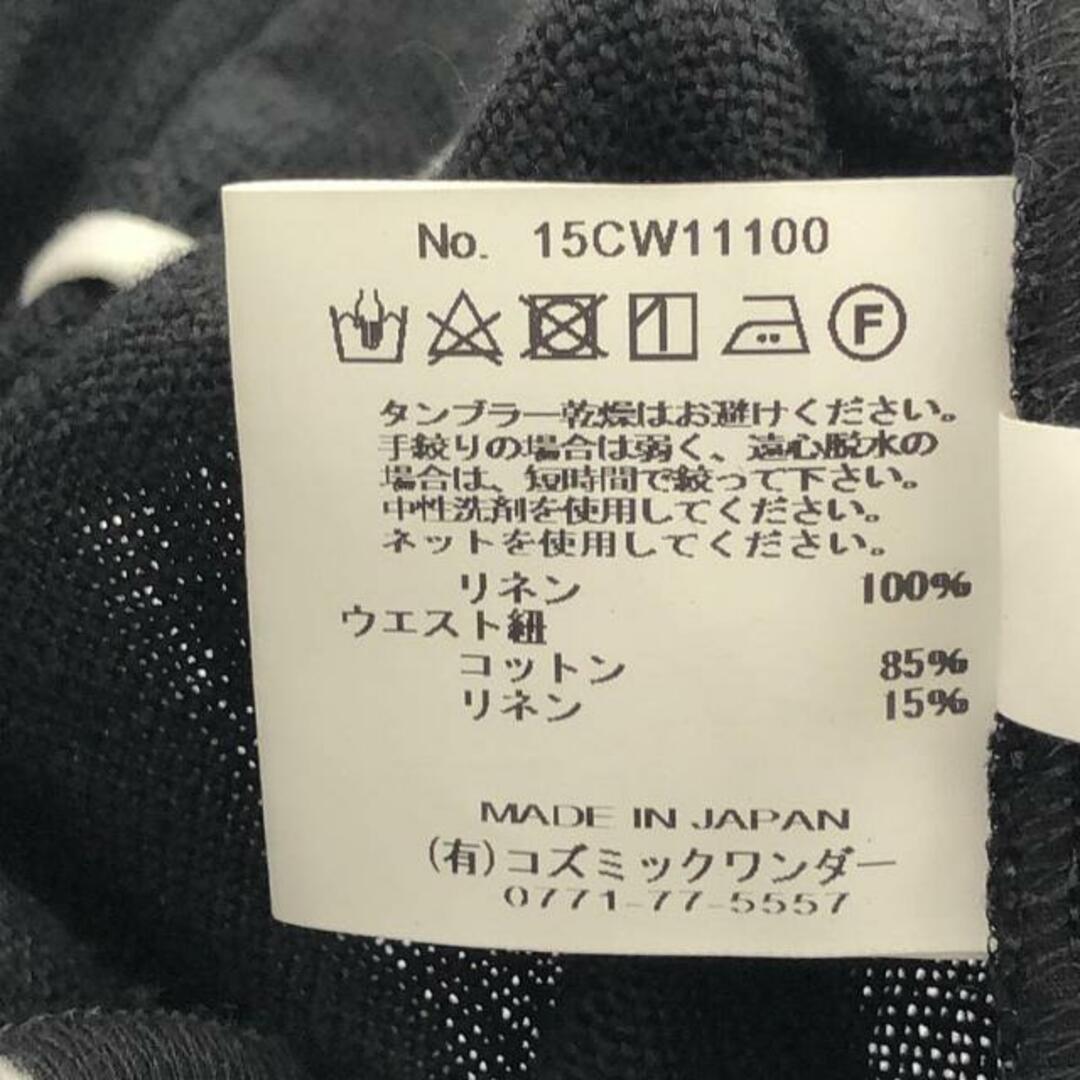 No. 15CW11100
F
タンブラー乾燥はお避けください。
手絞りの場合は弱く、遠心脱水の
場合は、短時間で絞って下さい。
中性洗剤を使用してください。
ネットを使用してください。
リネン 100%
ウエスト紐
コットン 85%
リネン 15%
MADE IN JAPAN
(有)コズミックワンダー
0771-77-5557